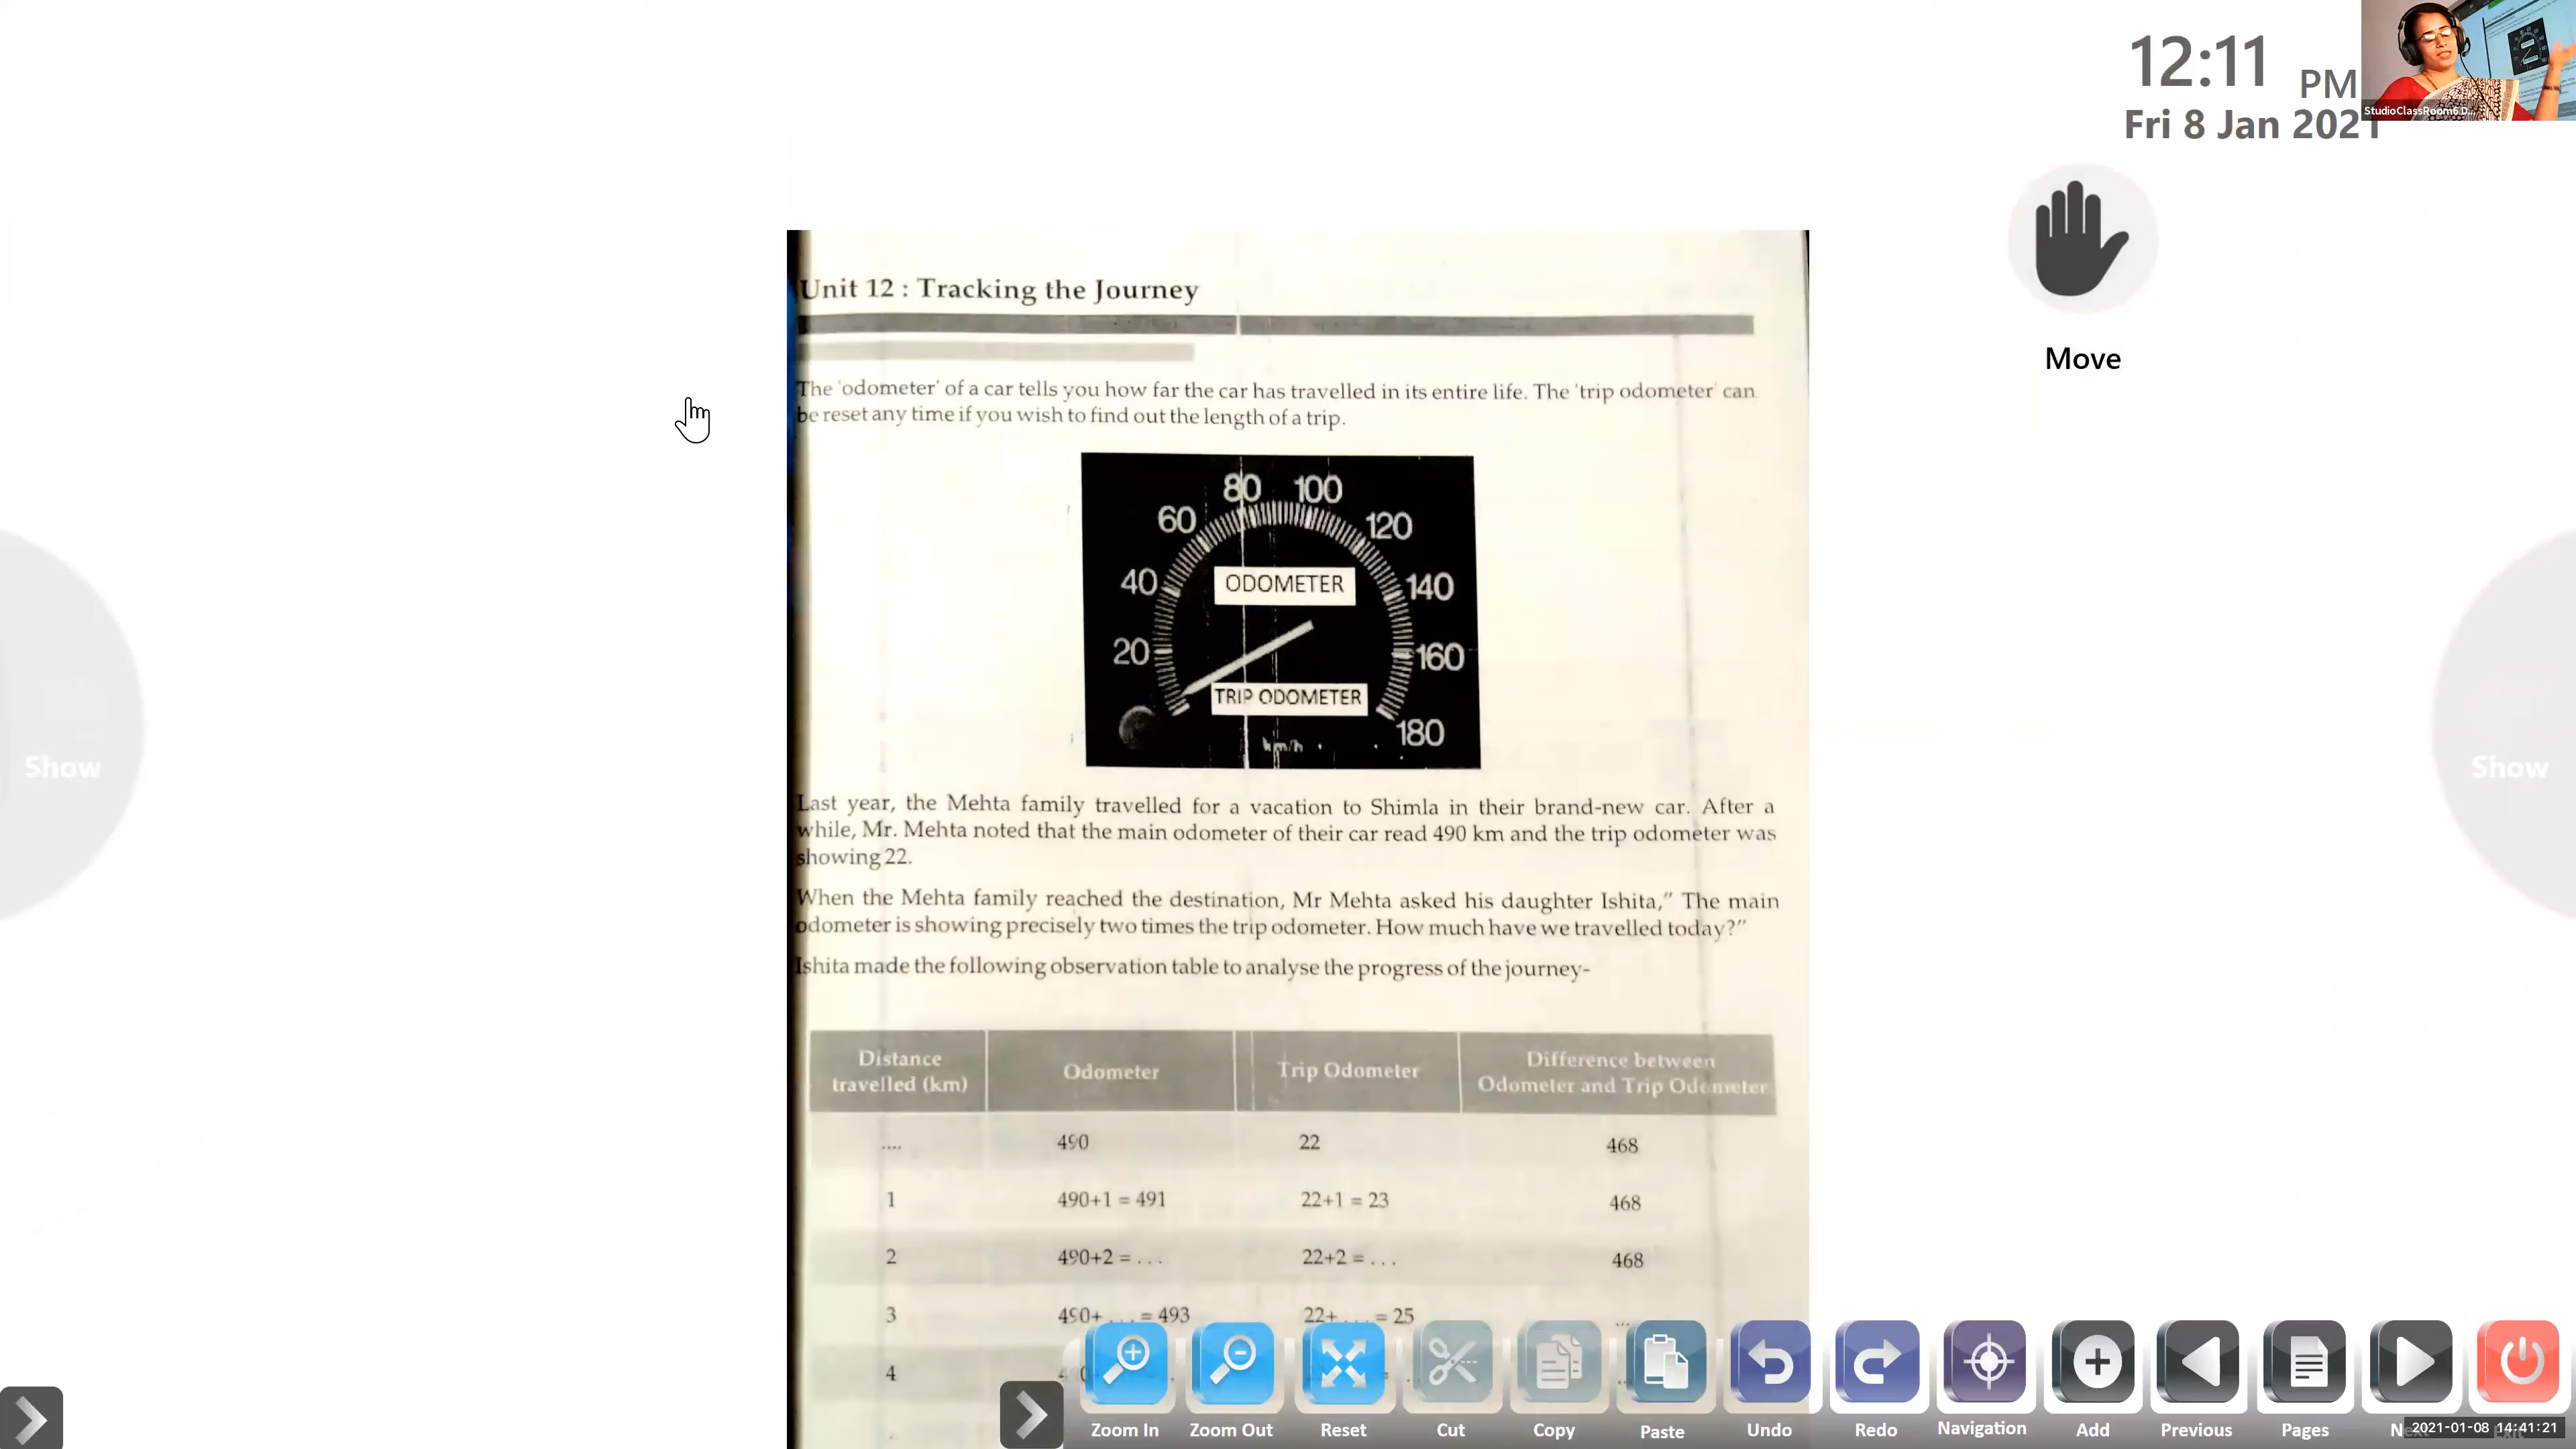 12:11 PM
Fri 8 Jan 2021
StudioClassRoom6 D...
Move
Unit 12 : Tracking the Journey
The 'odometer' of a car tells you how far the car has travelled in its entire life. The 'trip odometer' can
be reset any time if you wish to find out the length of a trip.
80 100
60 120
40 140
20 160
180
ODOMETER
TRIP ODOMETER
km/h
Last year, the Mehta family travelled for a vacation to Shimla in their brand-new car. After a
while, Mr. Mehta noted that the main odometer of their car read 490 km and the trip odometer was
showing 22.
When the Mehta family reached the destination, Mr Mehta asked his daughter Ishita," The main
odometer is showing precisely two times the trip odometer. How much have we travelled today?"
Ishita made the following observation table to analyse the progress of the journey-
Distance travelled (km) Odometer Trip Odometer Difference between Odometer and Trip Odometer
.... 490 22 468
1 490+1 = 491 22+1 = 23 468
2 490+2 = . . . 22+2 = . . . 468
3 490+ . . . = 493 22+ . . . = 25 ...
4
Show
Show
Zoom In Zoom Out Reset Cut Copy Paste Undo Redo Navigation Add Previous Pages
2021-01-08 14:41:21